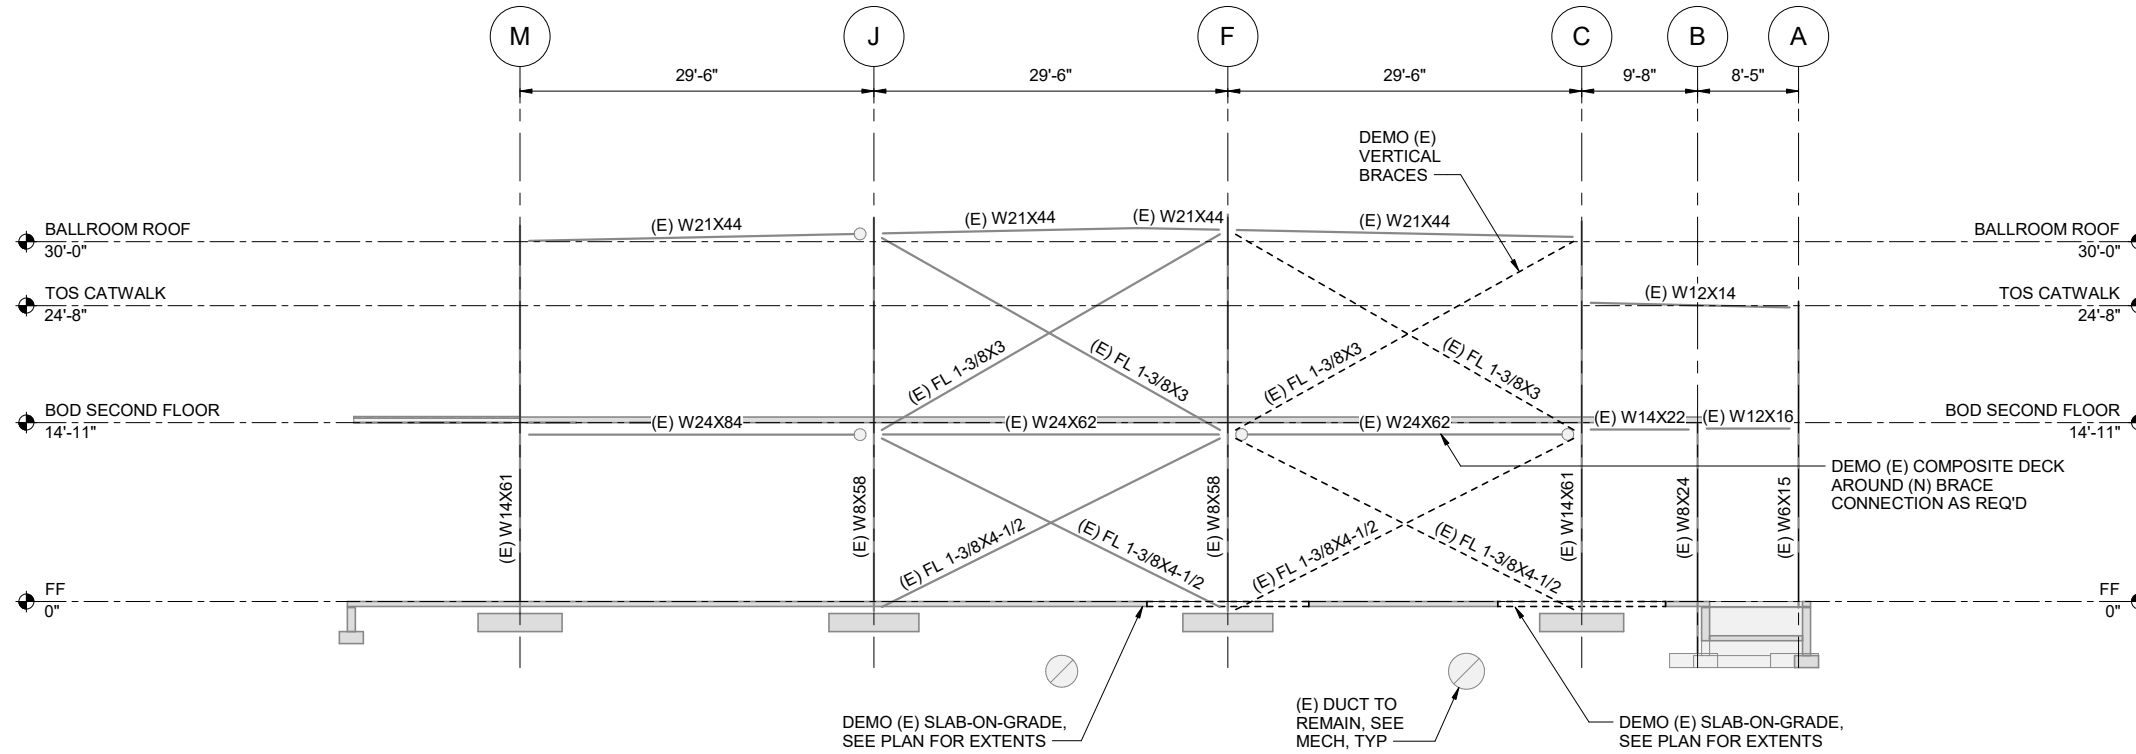 M
J
F
C
B
A
29'-6"
29'-6"
29'-6"
9'-8"
8'-5"
DEMO (E)
VERTICAL
BRACES
BALLROOM ROOF
30'-0"
(E) W21X44
(E) W21X44
(E) W21X44
(E) W21X44
BALLROOM ROOF
30'-0"
TOS CATWALK
24'-8"
(E) W12X14
TOS CATWALK
24'-8"
(E) FL 1-3/8X3
(E) FL 1-3/8X3
(E) FL 1-3/8X3
(E) FL 1-3/8X3
BOD SECOND FLOOR
14'-11"
(E) W24X84
(E) W24X62
(E) W24X62
(E) W14X22
(E) W12X16
BOD SECOND FLOOR
14'-11"
DEMO (E) COMPOSITE DECK
AROUND (N) BRACE
CONNECTION AS REQ'D
(E) W14X61
(E) W8X58
(E) FL 1-3/8X4-1/2
(E) FL 1-3/8X4-1/2
(E) W8X58
(E) FL 1-3/8X4-1/2
(E) FL 1-3/8X4-1/2
(E) W14X61
(E) W8X24
(E) W6X15
FF
0"
FF
0"
DEMO (E) SLAB-ON-GRADE,
SEE PLAN FOR EXTENTS
(E) DUCT TO
REMAIN, SEE
MECH, TYP
DEMO (E) SLAB-ON-GRADE,
SEE PLAN FOR EXTENTS